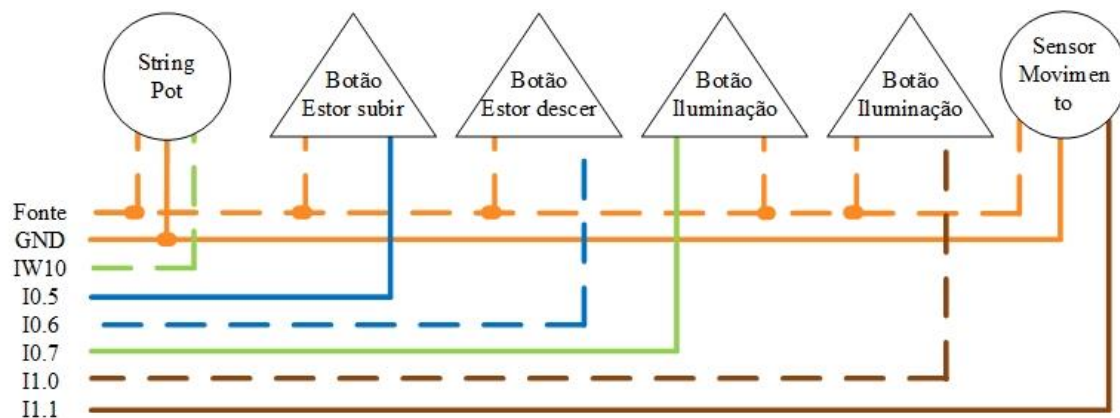 String
Pot
Botão
Estor subir
Botão
Estor descer
Botão
Iluminação
Botão
Iluminação
Sensor
Movimen
to
Fonte
GND
IW10
I0.5
I0.6
I0.7
I1.0
I1.1